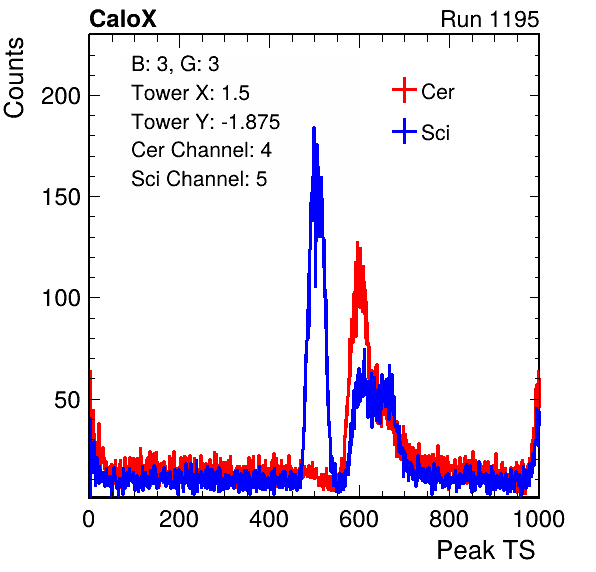 CaloX Run 1195
Counts
B: 3, G: 3
Tower X: 1.5
Tower Y: -1.875
Cer Channel: 4
Sci Channel: 5
Cer
Sci
200
150
100
50
0 200 400 600 800 1000
Peak TS